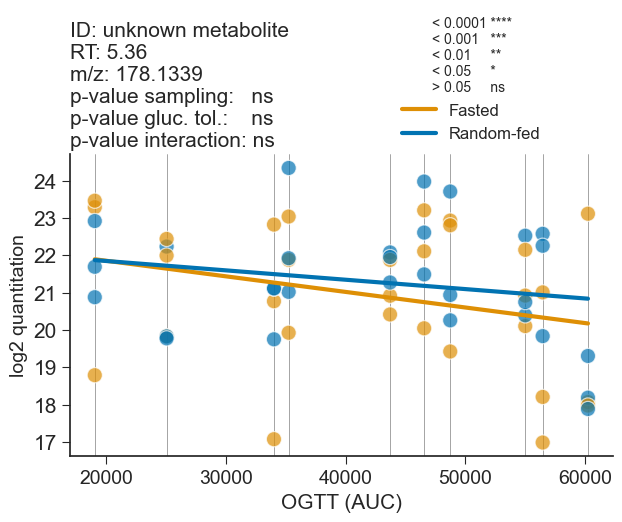 ID: unknown metabolite
RT: 5.36
m/z: 178.1339
p-value sampling: ns
p-value gluc. tol.: ns
p-value interaction: ns
< 0.0001 ****
< 0.001 ***
< 0.01 **
< 0.05 *
> 0.05 ns
Fasted
Random-fed
24
23
22
21
20
19
18
17
log2 quantitation
20000 30000 40000 50000 60000
OGTT (AUC)